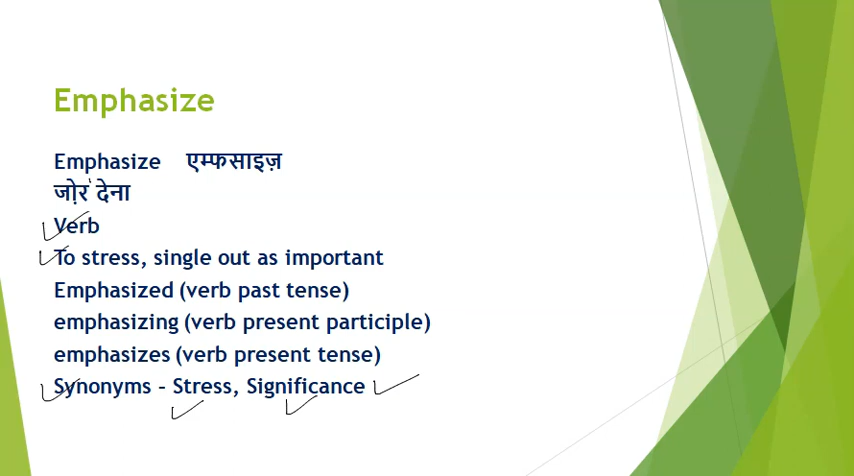 Emphasize
Emphasize एम्फसाइज़
जो़र देना
Verb
To stress, single out as important
Emphasized (verb past tense)
emphasizing (verb present participle)
emphasizes (verb present tense)
Synonyms - Stress, Significance